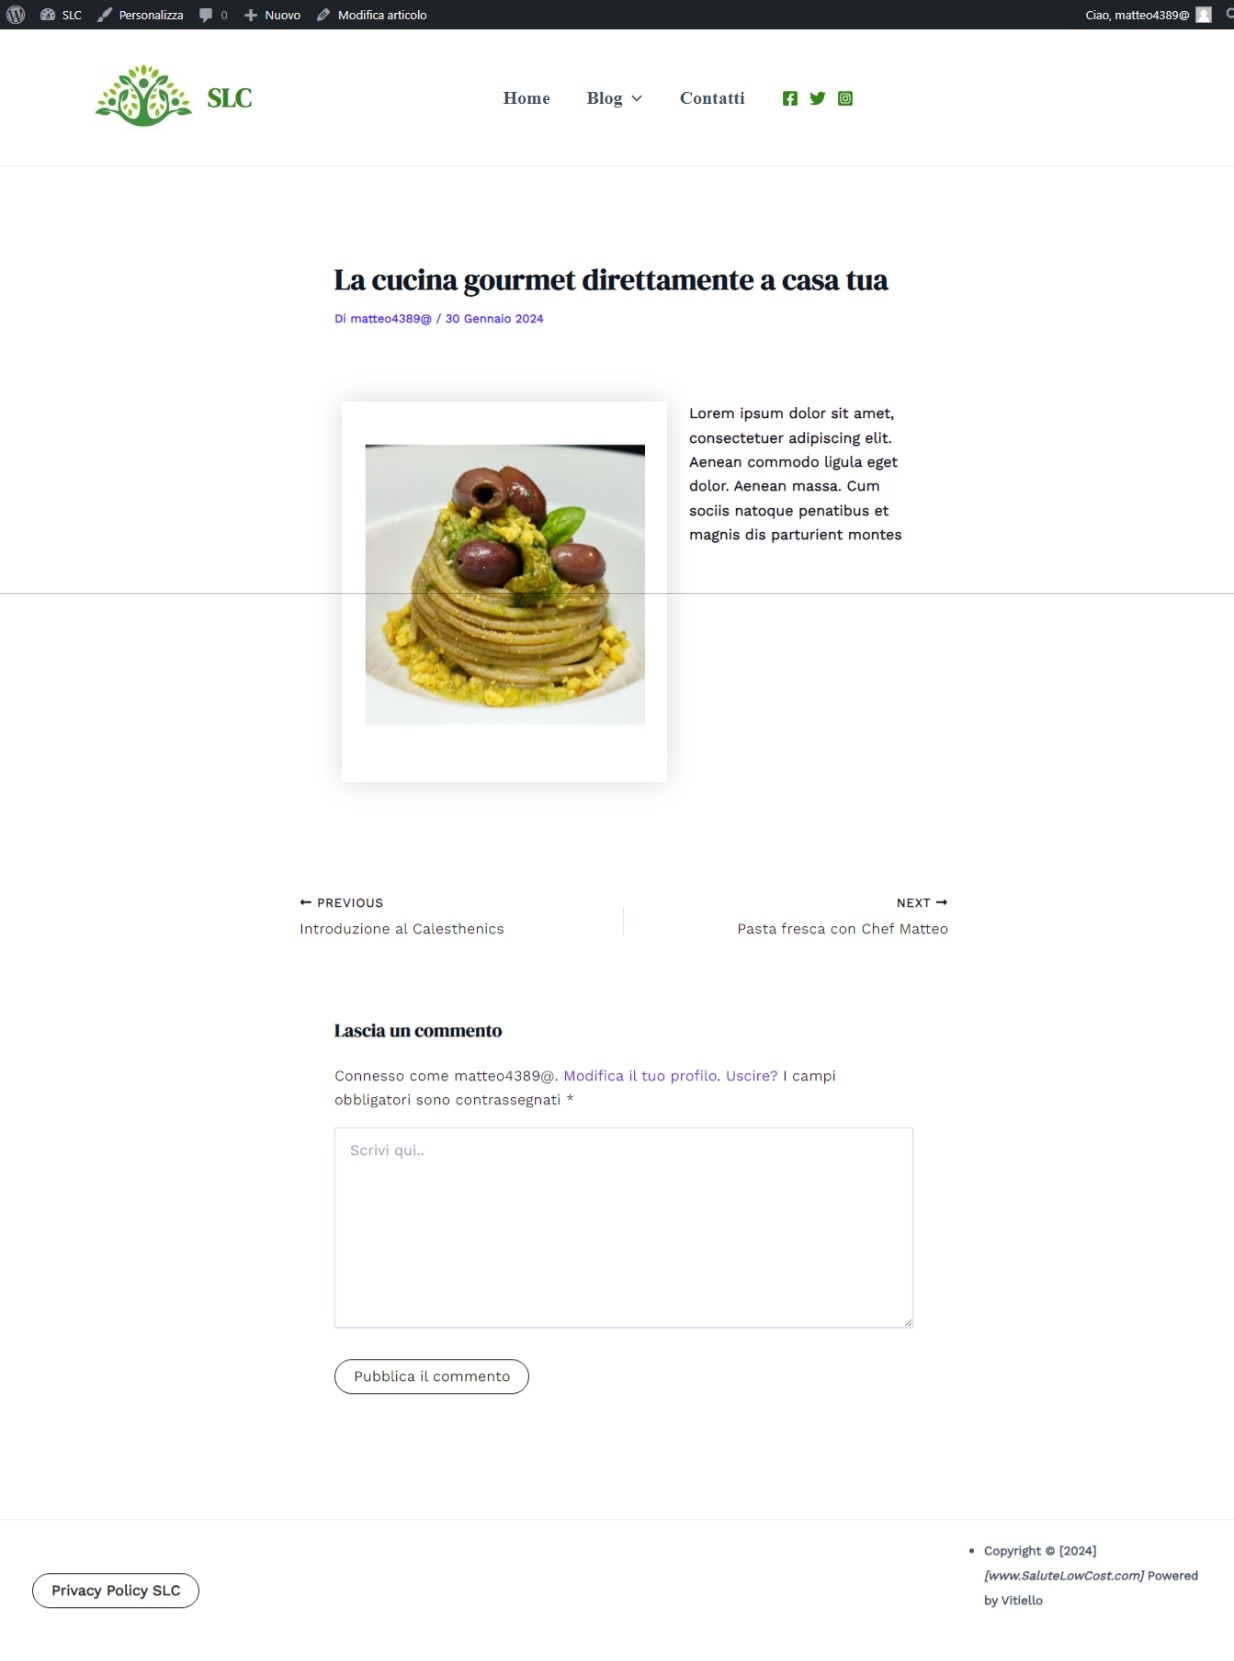 SLC Personalizza 0 Nuovo Modifica articolo Ciao, matteo4389@
SLC Home Blog Contatti
La cucina gourmet direttamente a casa tua
Di matteo4389@ / 30 Gennaio 2024
Lorem ipsum dolor sit amet,
consectetuer adipiscing elit.
Aenean commodo ligula eget
dolor. Aenean massa. Cum
sociis natoque penatibus et
magnis dis parturient montes
← PREVIOUS
Introduzione al Calesthenics
NEXT →
Pasta fresca con Chef Matteo
Lascia un commento
Connesso come matteo4389@. Modifica il tuo profilo. Uscire? I campi
obbligatori sono contrassegnati *
Scrivi qui..
Pubblica il commento
Privacy Policy SLC
• Copyright © [2024]
[www.SaluteLowCost.com] Powered
by Vitiello